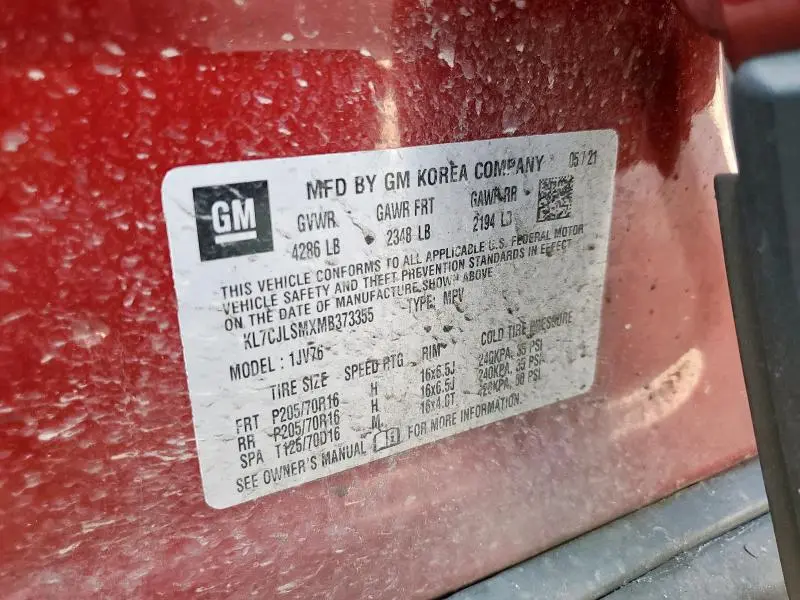 GM
MFD BY GM KOREA COMPANY 05/21
GVWR GAWR FRT GAWR RR
4286 LB 2348 LB 2194 LB
THIS VEHICLE CONFORMS TO ALL APPLICABLE U.S. FEDERAL MOTOR
VEHICLE SAFETY AND THEFT PREVENTION STANDARDS IN EFFECT
ON THE DATE OF MANUFACTURE SHOWN ABOVE
KL7CJLSMXMB373355 TYPE: MPV
MODEL : 1JV76
TIRE SIZE SPEED RTG RIM COLD TIRE PRESSURE
FRT P205/70R16 H 16x6.5J 240KPA, 35 PSI
RR P205/70R16 H 16x6.5J 240KPA, 35 PSI
SPA T125/70D16 M 16x4.0T 420KPA, 60 PSI
SEE OWNER'S MANUAL FOR MORE INFORMATION.